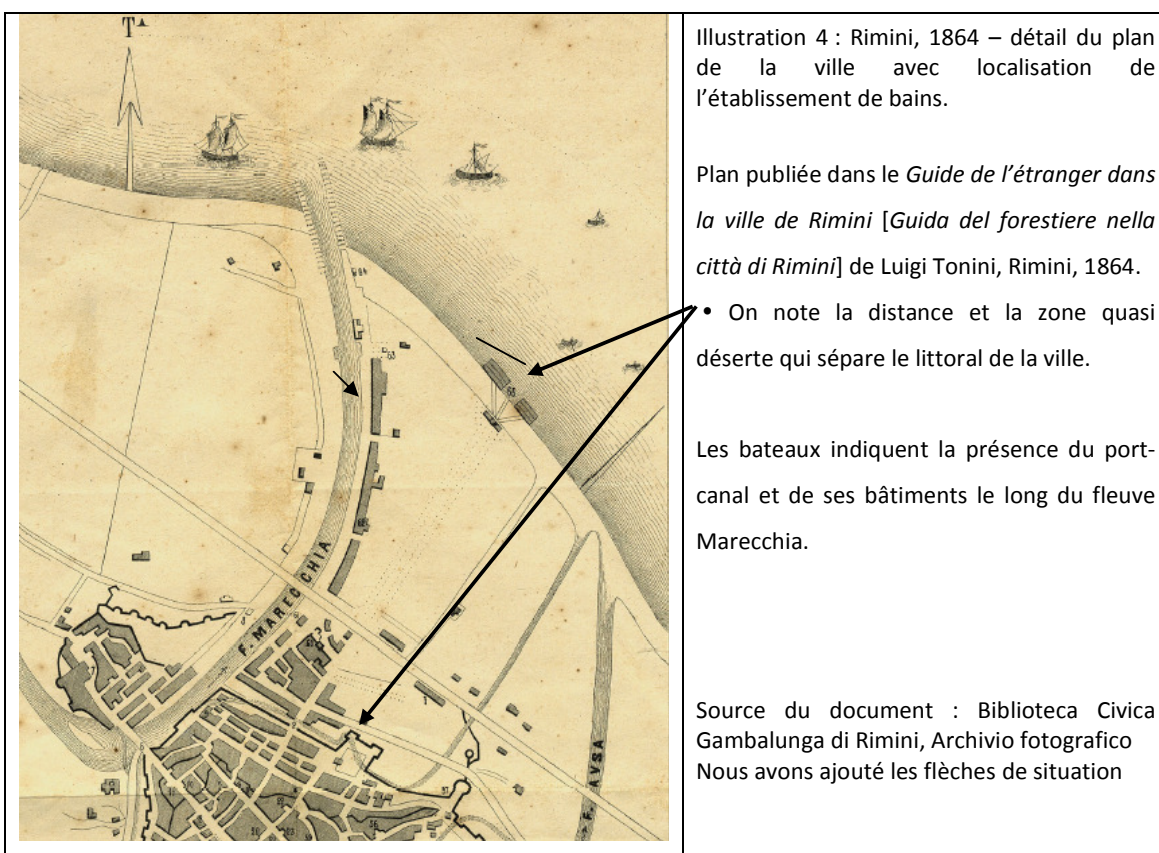 T
Illustration 4 : Rimini, 1864 – détail du plan
de la ville avec localisation de
l'établissement de bains.
Plan publiée dans le Guide de l'étranger dans
la ville de Rimini [Guida del forestiere nella
città di Rimini] de Luigi Tonini, Rimini, 1864.
• On note la distance et la zone quasi
déserte qui sépare le littoral de la ville.
Les bateaux indiquent la présence du port-
canal et de ses bâtiments le long du fleuve
Marecchia.
Source du document : Biblioteca Civica
Gambalunga di Rimini, Archivio fotografico
Nous avons ajouté les flèches de situation
63
F. MARECCHIA
F. AVSA